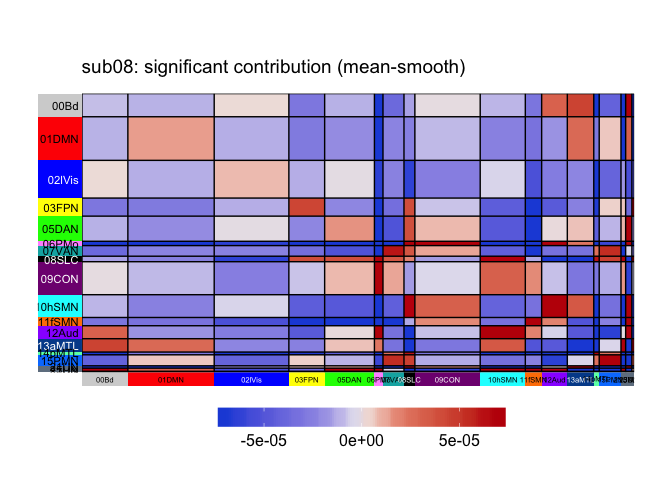 sub08: significant contribution (mean-smooth)
00Bd
01DMN
02lVis
03FPN
05DAN
06PMo
07VAN
08SLC
09CON
10hSMN
11fSMN
12Aud
13aMTL
15PMN
00Bd 01DMN 02lVis 03FPN 05DAN 08SLC 09CON 10hSMN 11fSMN 12Aud 13aMTL
-5e-05 0e+00 5e-05